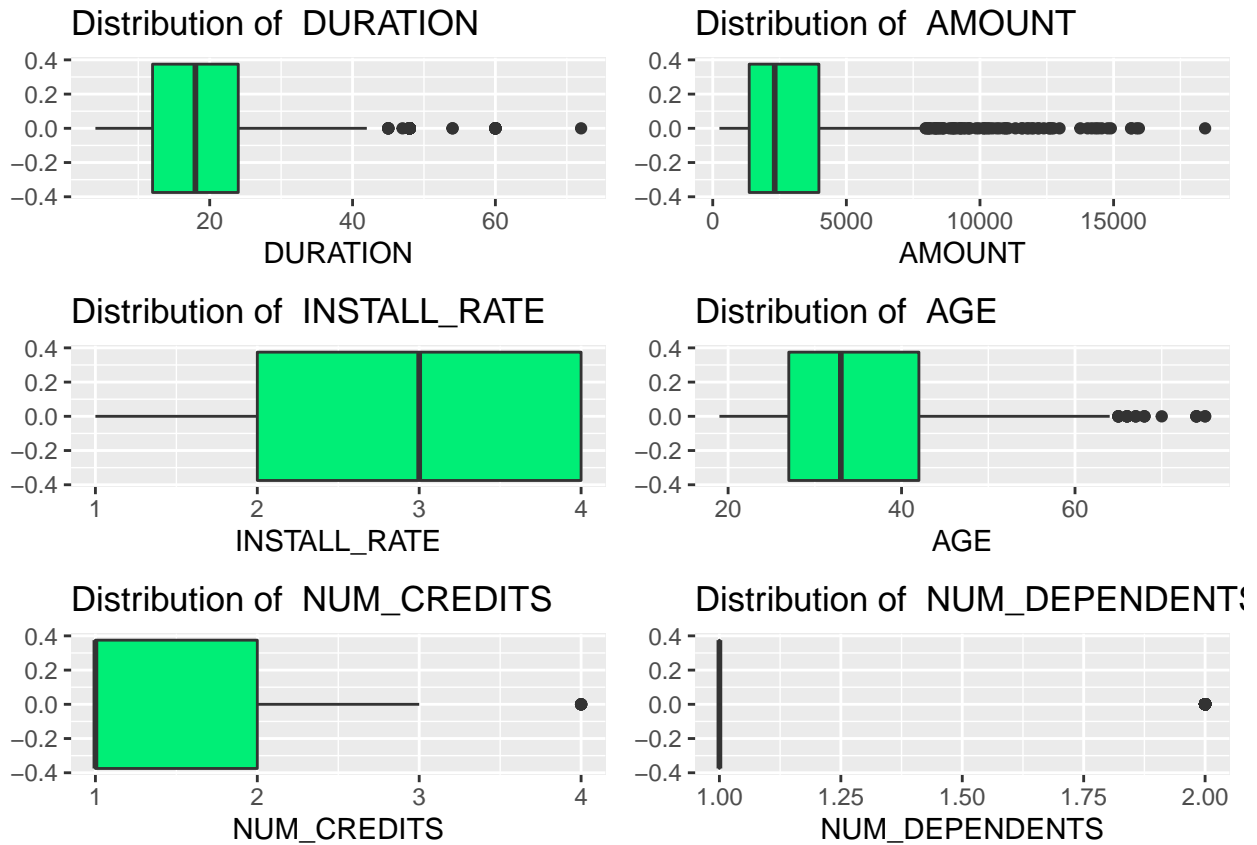 Distribution of  DURATION
0.4
0.2
0.0
−0.2
−0.4
20 40 60
DURATION
Distribution of  AMOUNT
0.4
0.2
0.0
−0.2
−0.4
0 5000 10000 15000
AMOUNT
Distribution of  INSTALL_RATE
0.4
0.2
0.0
−0.2
−0.4
1 2 3 4
INSTALL_RATE
Distribution of  AGE
0.4
0.2
0.0
−0.2
−0.4
20 40 60
AGE
Distribution of  NUM_CREDITS
0.4
0.2
0.0
−0.2
−0.4
1 2 3 4
NUM_CREDITS
Distribution of  NUM_DEPENDENTS
0.4
0.2
0.0
−0.2
−0.4
1.00 1.25 1.50 1.75 2.00
NUM_DEPENDENTS